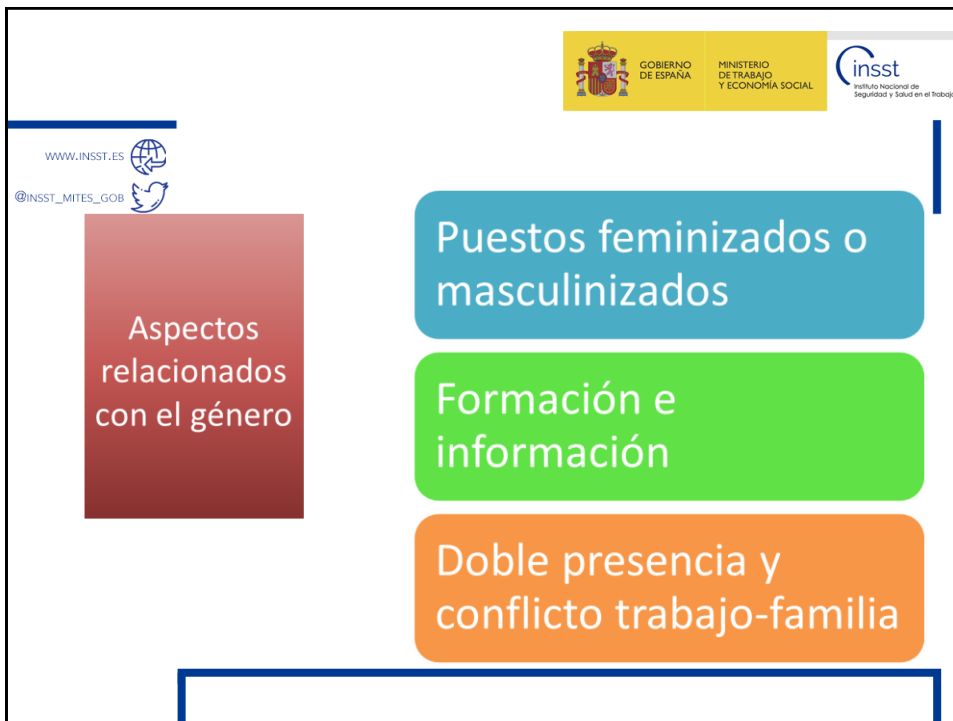 GOBIERNO
DE ESPAÑA
MINISTERIO
DE TRABAJO
Y ECONOMÍA SOCIAL
insst
Instituto Nacional de
Seguridad y Salud en el Trabajo
WWW.INSST.ES
@INSST_MITES_GOB
Aspectos
relacionados
con el género
Puestos feminizados o
masculinizados
Formación e
información
Doble presencia y
conflicto trabajo-familia